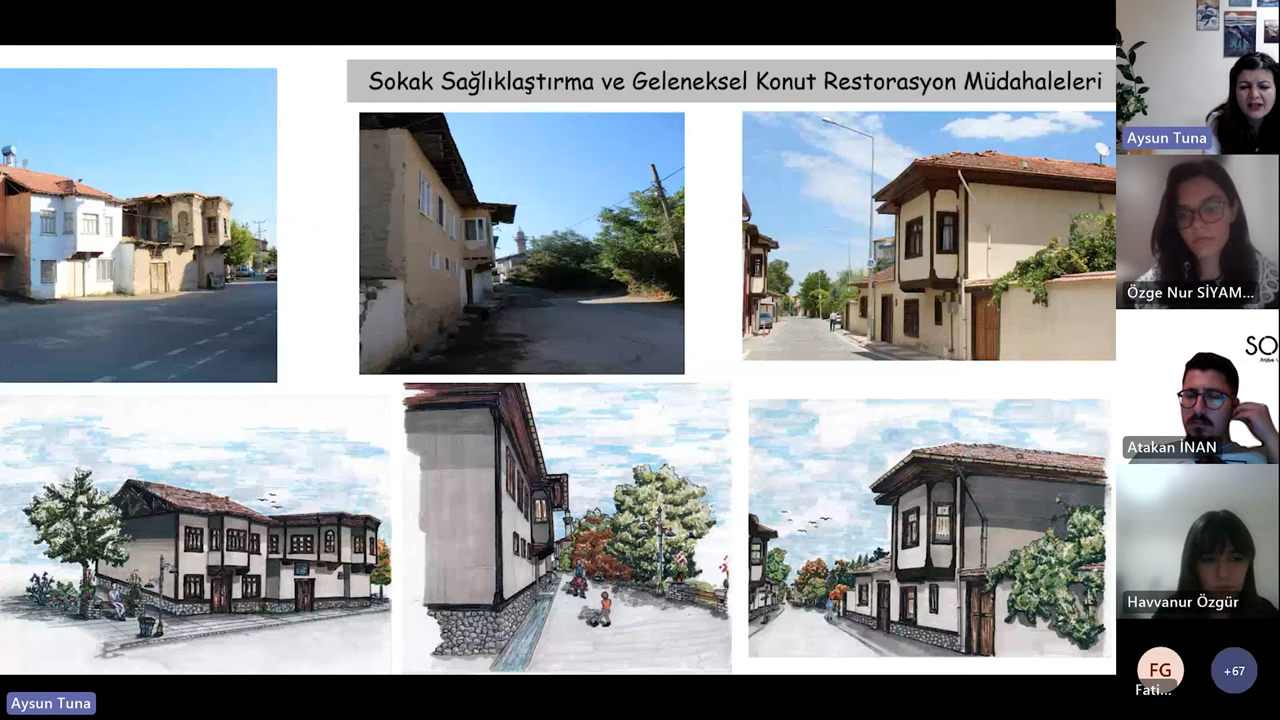 Sokak Sağlıklaştırma ve Geleneksel Konut Restorasyon Müdahaleleri
Aysun Tuna
Özge Nur SİYAM...
SO
Atakan İNAN
Havvanur Özgür
FG
Fati...
+67
Aysun Tuna